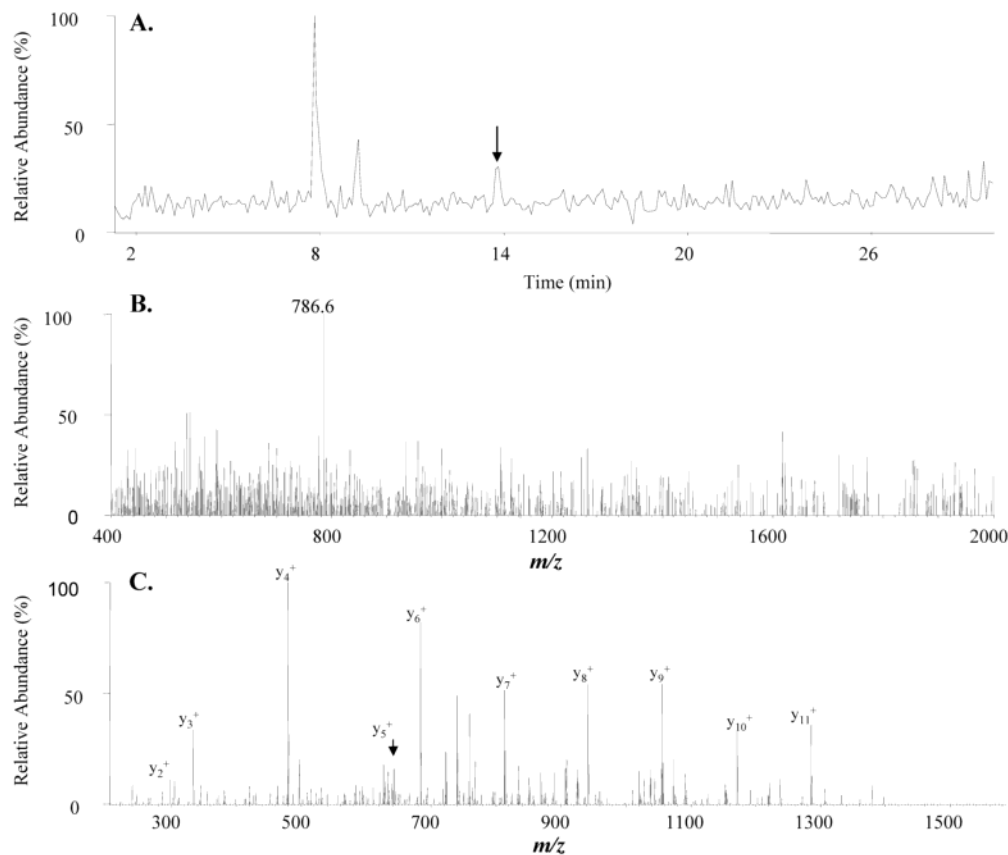 A.
Relative Abundance (%)
100
50
0
2 8 14 20 26
Time (min)
B.
Relative Abundance (%)
100
50
0
786.6
400 800 1200 1600 2000
m/z
C.
Relative Abundance (%)
100
50
0
y2+ y3+ y4+ y5+ y6+ y7+ y8+ y9+ y10+ y11+
300 500 700 900 1100 1300 1500
m/z